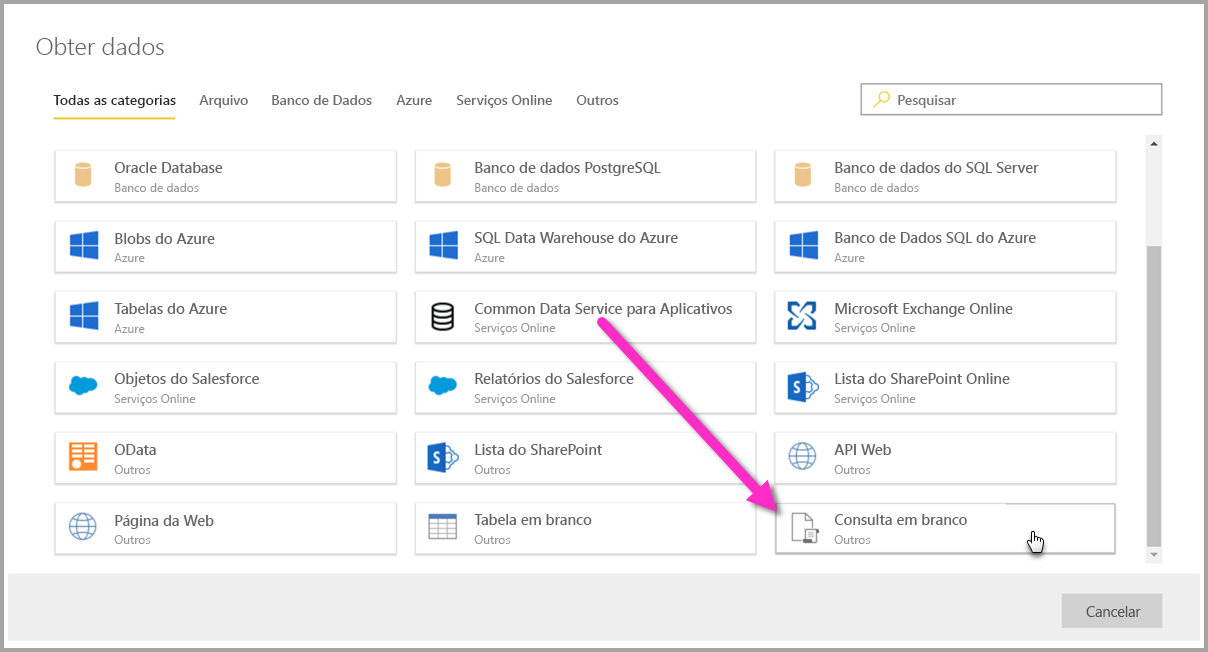 Obter dados
Todas as categorias Arquivo Banco de Dados Azure Serviços Online Outros Pesquisar
Oracle Database Banco de dados PostgreSQL Banco de dados do SQL Server
Banco de dados Banco de dados Banco de dados
Blobs do Azure SQL Data Warehouse do Azure Banco de Dados SQL do Azure
Azure Azure Azure
Tabelas do Azure Common Data Service para Aplicativos Microsoft Exchange Online
Azure Serviços Online Serviços Online
Objetos do Salesforce Relatórios do Salesforce Lista do SharePoint Online
Serviços Online Serviços Online Serviços Online
OData Lista do SharePoint API Web
Outros Outros Outros
Página da Web Tabela em branco Consulta em branco
Outros Outros Outros
Cancelar